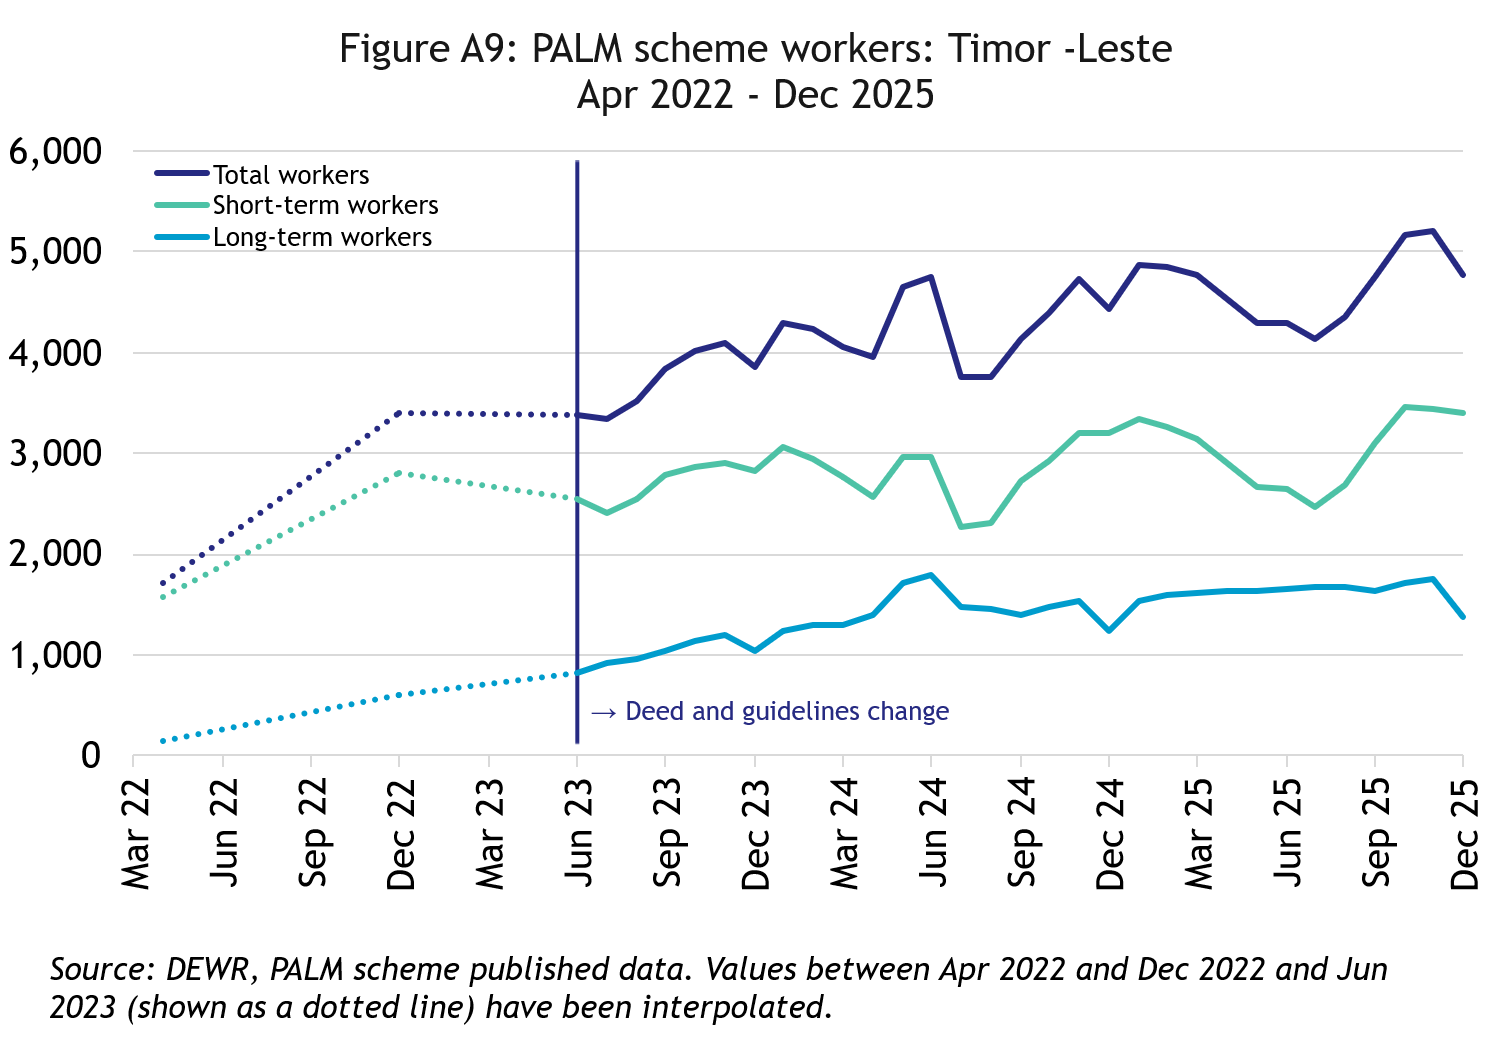 Figure A9: PALM scheme workers: Timor -Leste
Apr 2022 - Dec 2025
6,000
5,000
4,000
3,000
2,000
1,000
0
Total workers
Short-term workers
Long-term workers
→ Deed and guidelines change
Mar 22
Jun 22
Sep 22
Dec 22
Mar 23
Jun 23
Sep 23
Dec 23
Mar 24
Jun 24
Sep 24
Dec 24
Mar 25
Jun 25
Sep 25
Dec 25
Source: DEWR, PALM scheme published data. Values between Apr 2022 and Dec 2022 and Jun
2023 (shown as a dotted line) have been interpolated.